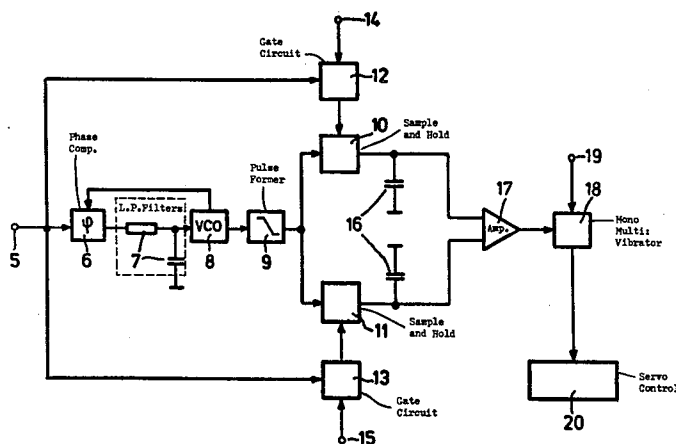 14
Gate
Circuit
12
10
Sample
and Hold
Phase
Comp.
Pulse
Former
L.P.Filters
16
17
19
18
5
φ
6
7
VCO
8
9
Amp.
Mono
Multi:
Vibrator
11
Sample
and Hold
13
Gate
Circuit
15
20
Servo
Control